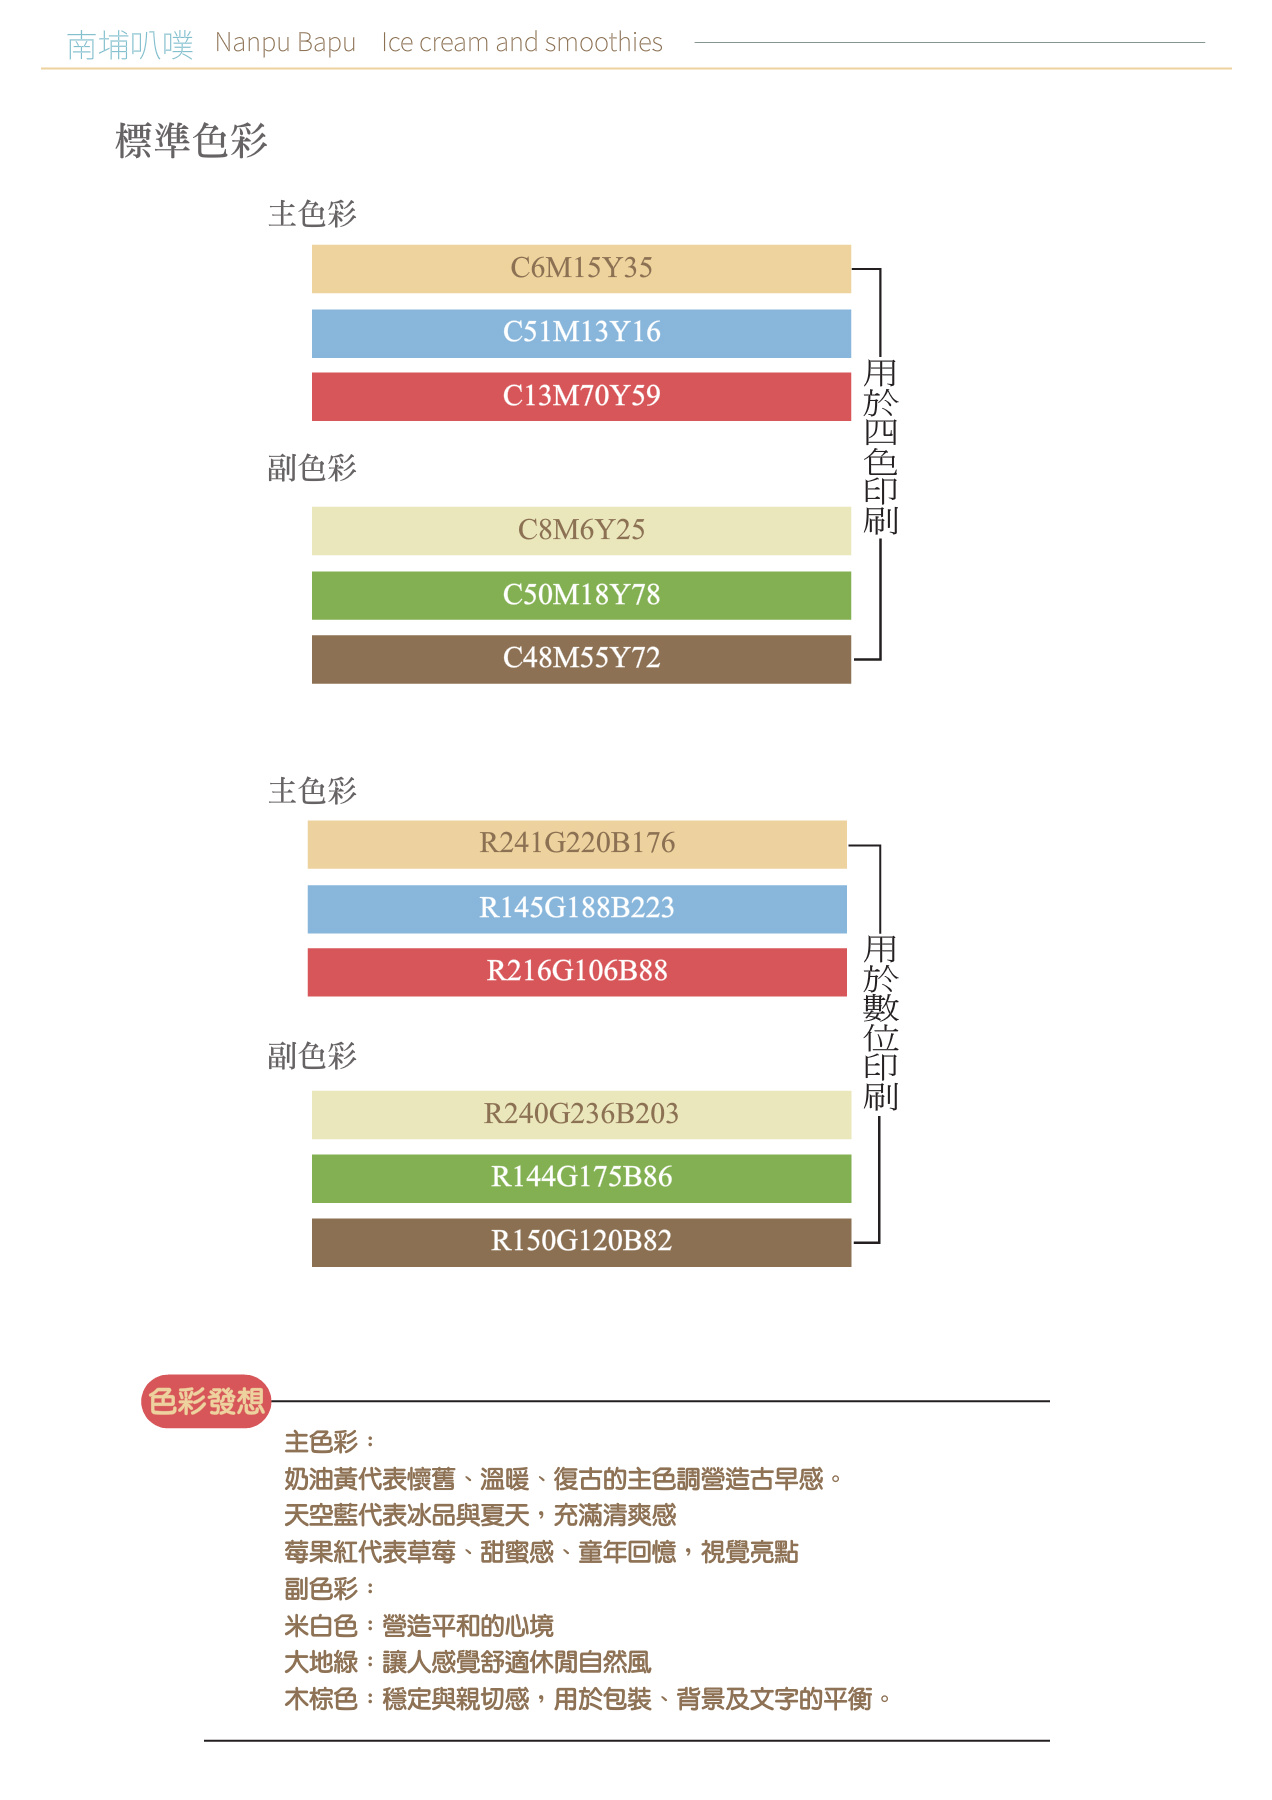 南埔叭噗 Nanpu Bapu Ice cream and smoothies
標準色彩
主色彩
C6M15Y35
C51M13Y16
C13M70Y59
副色彩
C8M6Y25
C50M18Y78
C48M55Y72
用於四色印刷
主色彩
R241G220B176
R145G188B223
R216G106B88
副色彩
R240G236B203
R144G175B86
R150G120B82
用於數位印刷
色彩發想
主色彩：
奶油黃代表懷舊、溫暖、復古的主色調營造古早感。
天空藍代表冰品與夏天，充滿清爽感
莓果紅代表草莓、甜蜜感、童年回憶，視覺亮點
副色彩：
米白色：營造平和的心境
大地綠：讓人感覺舒適休閒自然風
木棕色：穩定與親切感，用於包裝、背景及文字的平衡。